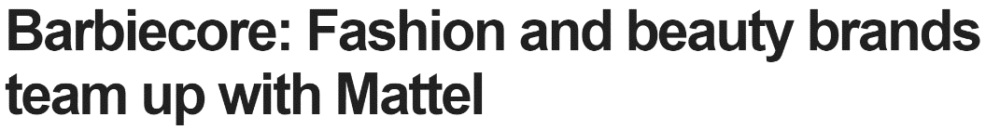 Barbiecore: Fashion and beauty brands
team up with Mattel